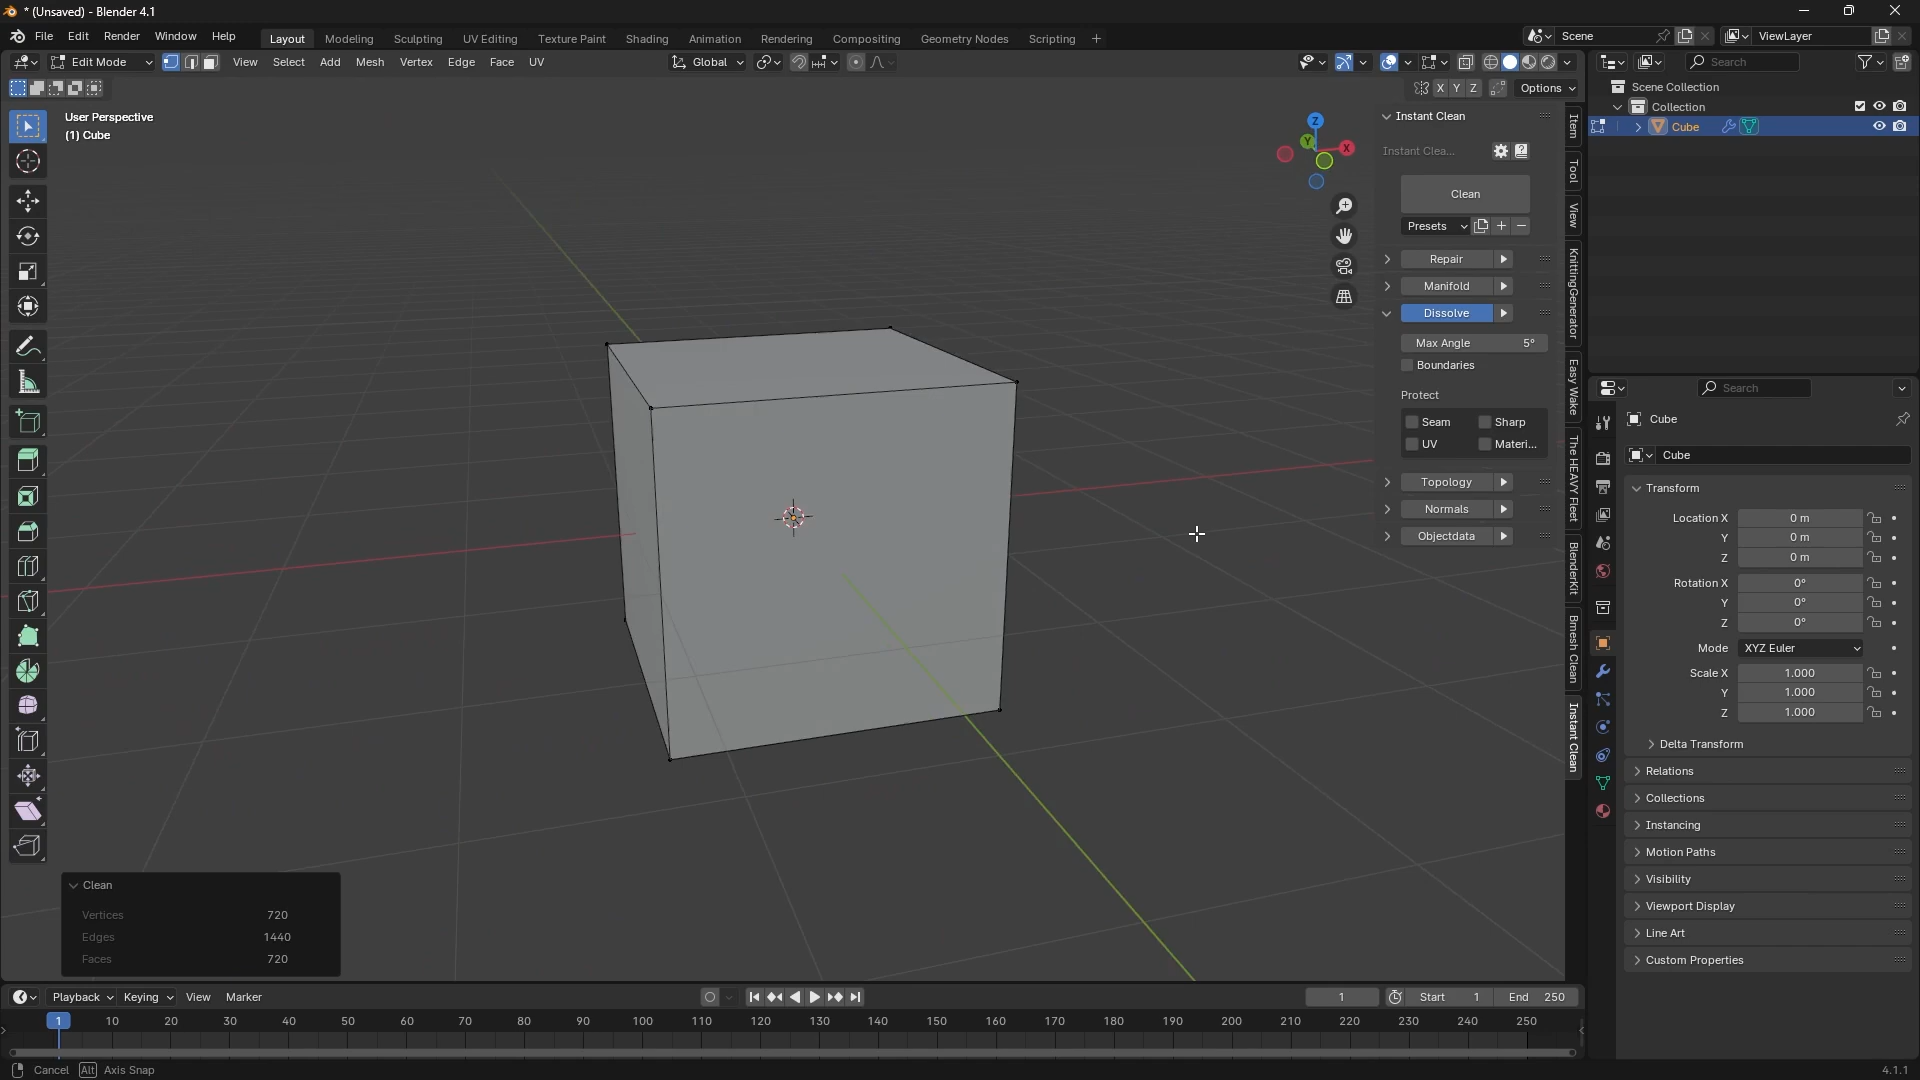 * (Unsaved) - Blender 4.1
File Edit Render Window Help Layout Modeling Sculpting UV Editing Texture Paint Shading Animation Rendering Compositing Geometry Nodes Scripting + Scene ViewLayer
Edit Mode View Select Add Mesh Vertex Edge Face UV Global Search
X Y Z Options
Scene Collection
Collection
Cube
User Perspective
(1) Cube
Z
Y
X
Instant Clean
Instant Clea...
Clean
Presets
Repair
Manifold
Dissolve
Max Angle 5°
Boundaries
Protect
Seam Sharp
UV Materi...
Topology
Normals
Objectdata
Item
Tool
View
KnittingGenerator
Easy Wake
The HEAVY Fleet
BlenderKit
Bmesh Clean
Instant Clean
Search
Cube
Cube
Transform
Location X 0 m
Y 0 m
Z 0 m
Rotation X 0°
Y 0°
Z 0°
Mode XYZ Euler
Scale X 1.000
Y 1.000
Z 1.000
Delta Transform
Relations
Collections
Instancing
Motion Paths
Visibility
Viewport Display
Line Art
Custom Properties
Clean
Vertices 720
Edges 1440
Faces 720
Playback Keying View Marker 1 Start 1 End 250
1 10 20 30 40 50 60 70 80 90 100 110 120 130 140 150 160 170 180 190 200 210 220 230 240 250
Cancel Alt Axis Snap 4.1.1